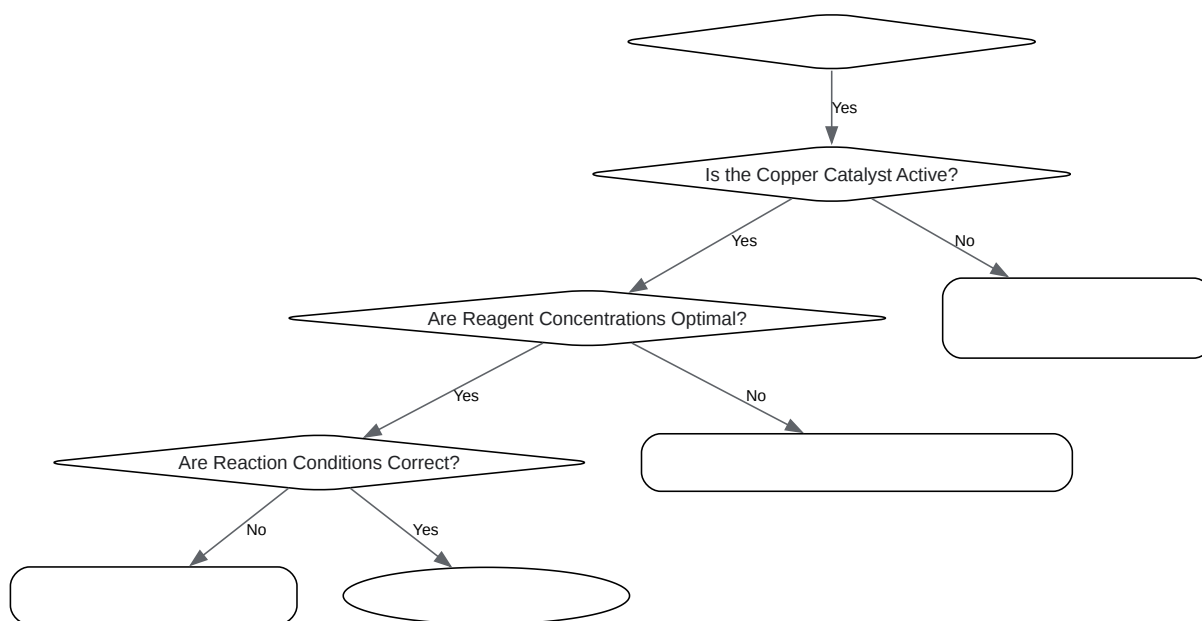 Yes
Is the Copper Catalyst Active?
Yes
No
Are Reagent Concentrations Optimal?
Yes
No
Are Reaction Conditions Correct?
No
Yes